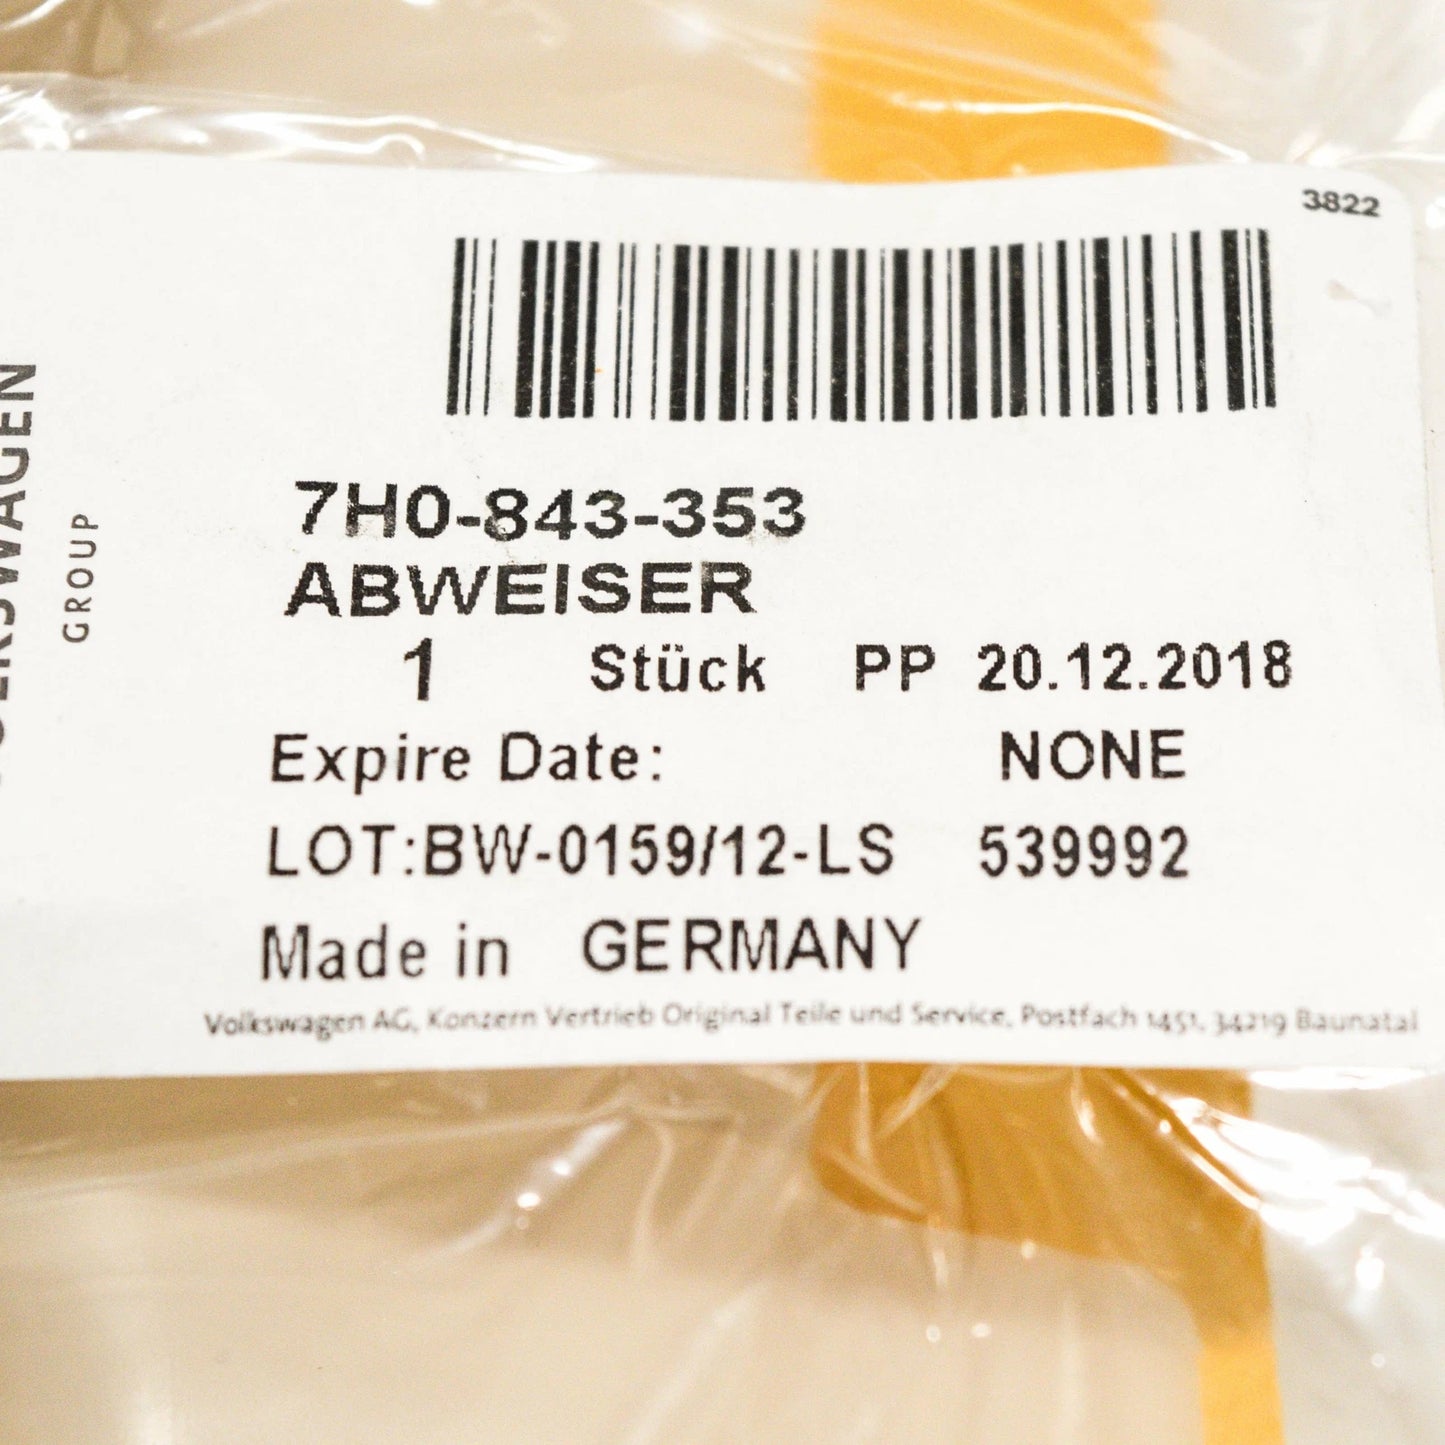 3822
7H0-843-353
ABWEISER
1 Stück PP 20.12.2018
Expire Date: NONE
LOT:BW-0159/12-LS 539992
Made in GERMANY
Volkswagen AG, Konzern Vertrieb Original Teile und Service, Postfach 1451, 34219 Baunatal
GROUP